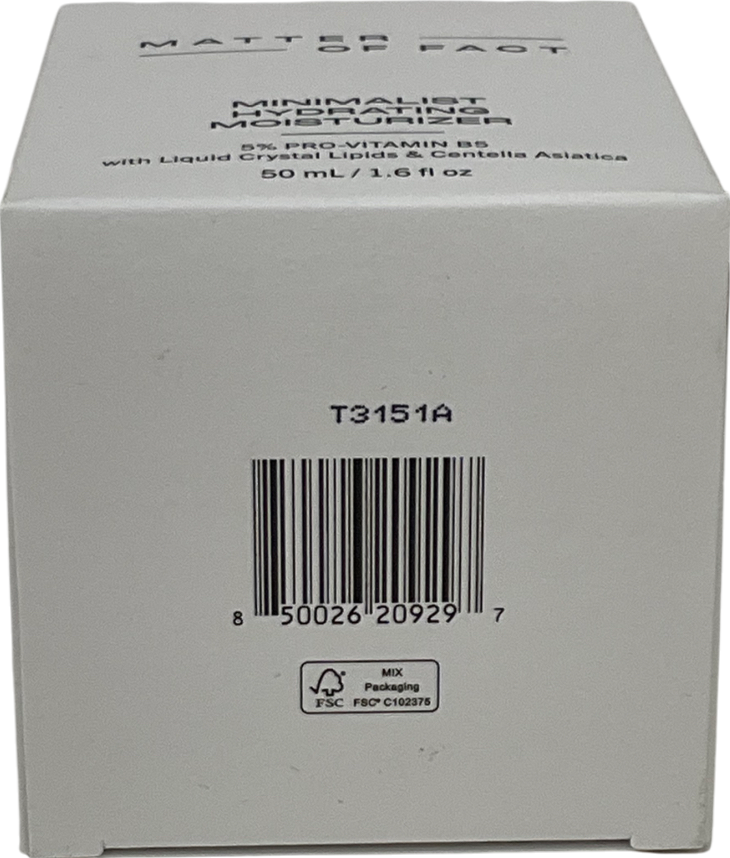 MATTER
OF FACT
MINIMALIST
HYDRATING
MOISTURIZER
5% PRO-VITAMIN B5
with Liquid Crystal Lipids & Centella Asiatica
50 mL / 1.6 fl oz
T3151A
8 50026 20929 7
MIX
Packaging
FSC FSC® C102375